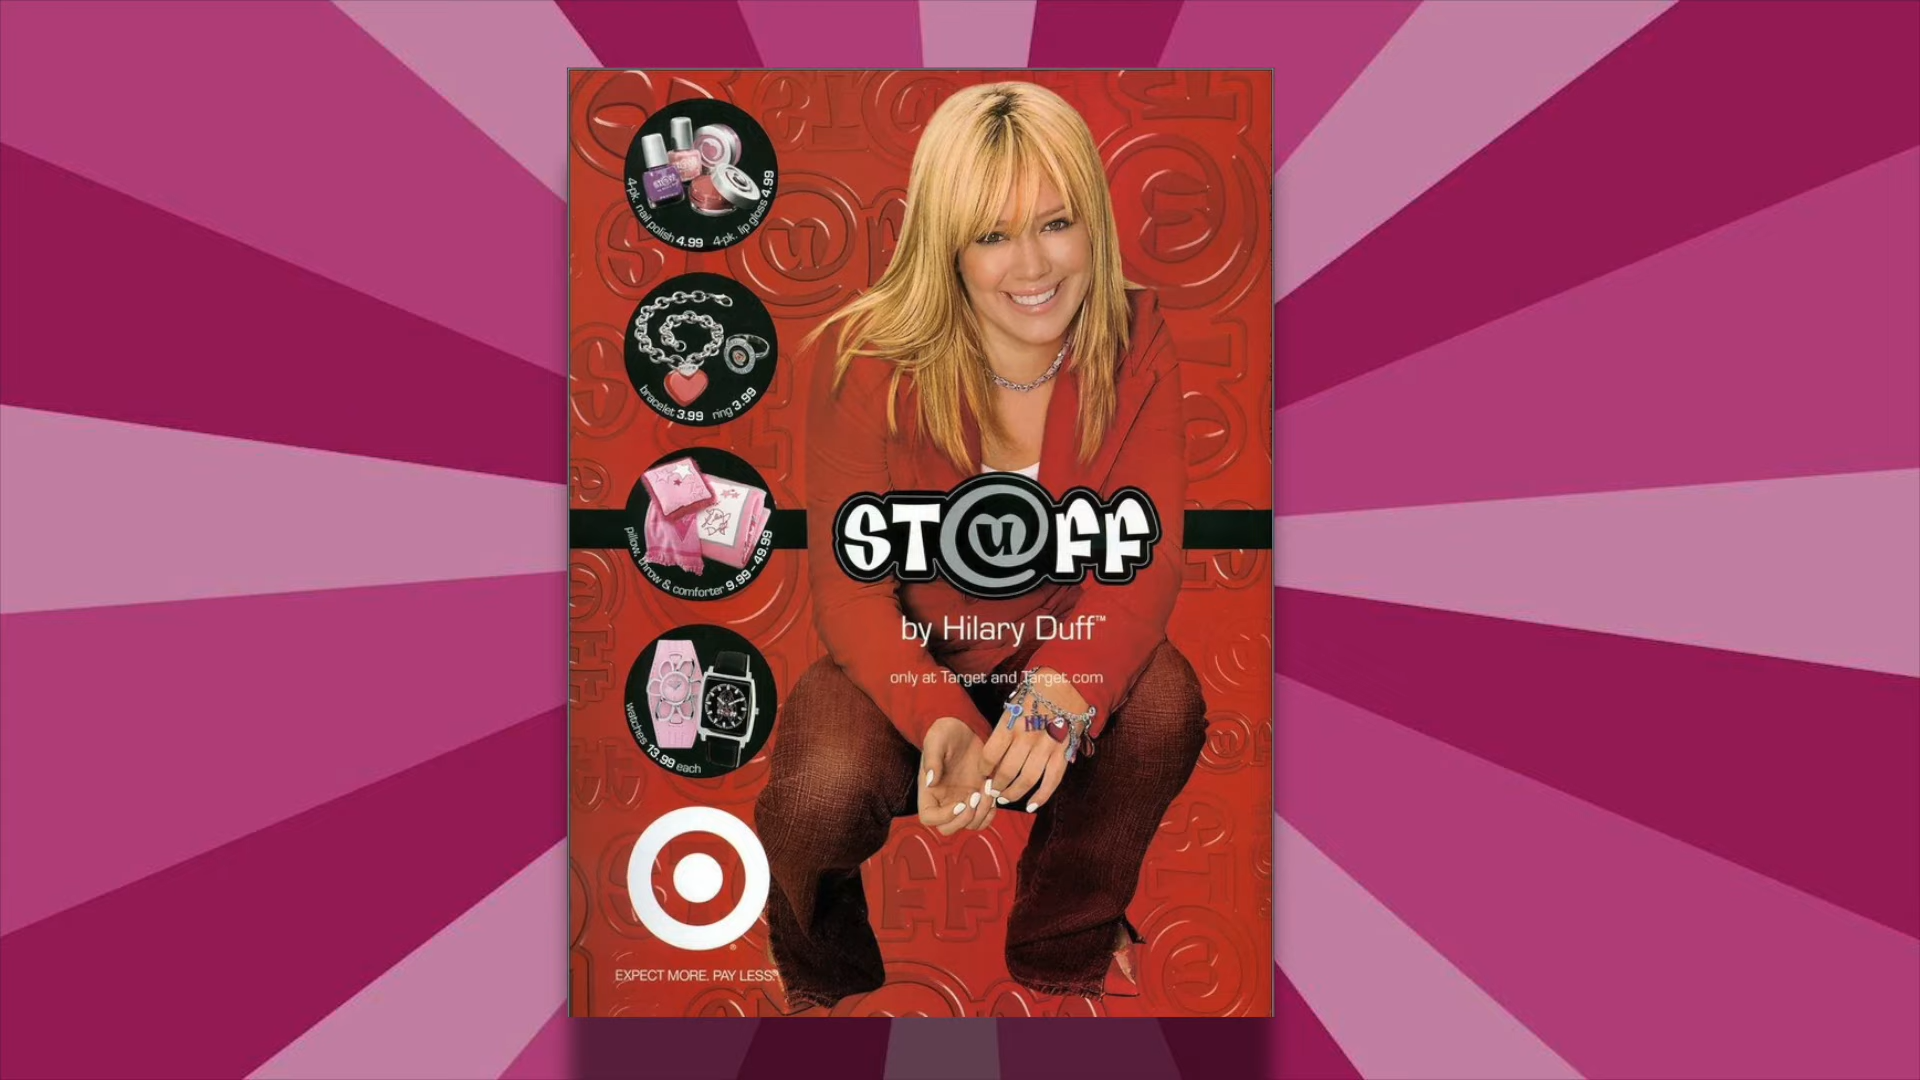 4-pk. nail polish 4.99 4-pk. lip gloss 4.99
bracelet 3.99 ring 3.99
pillow, throw & comforter 9.99 - 49.99
watches 13.99 each
ST@uFF
by Hilary Duff™
only at Target and Target.com
EXPECT MORE. PAY LESS.®